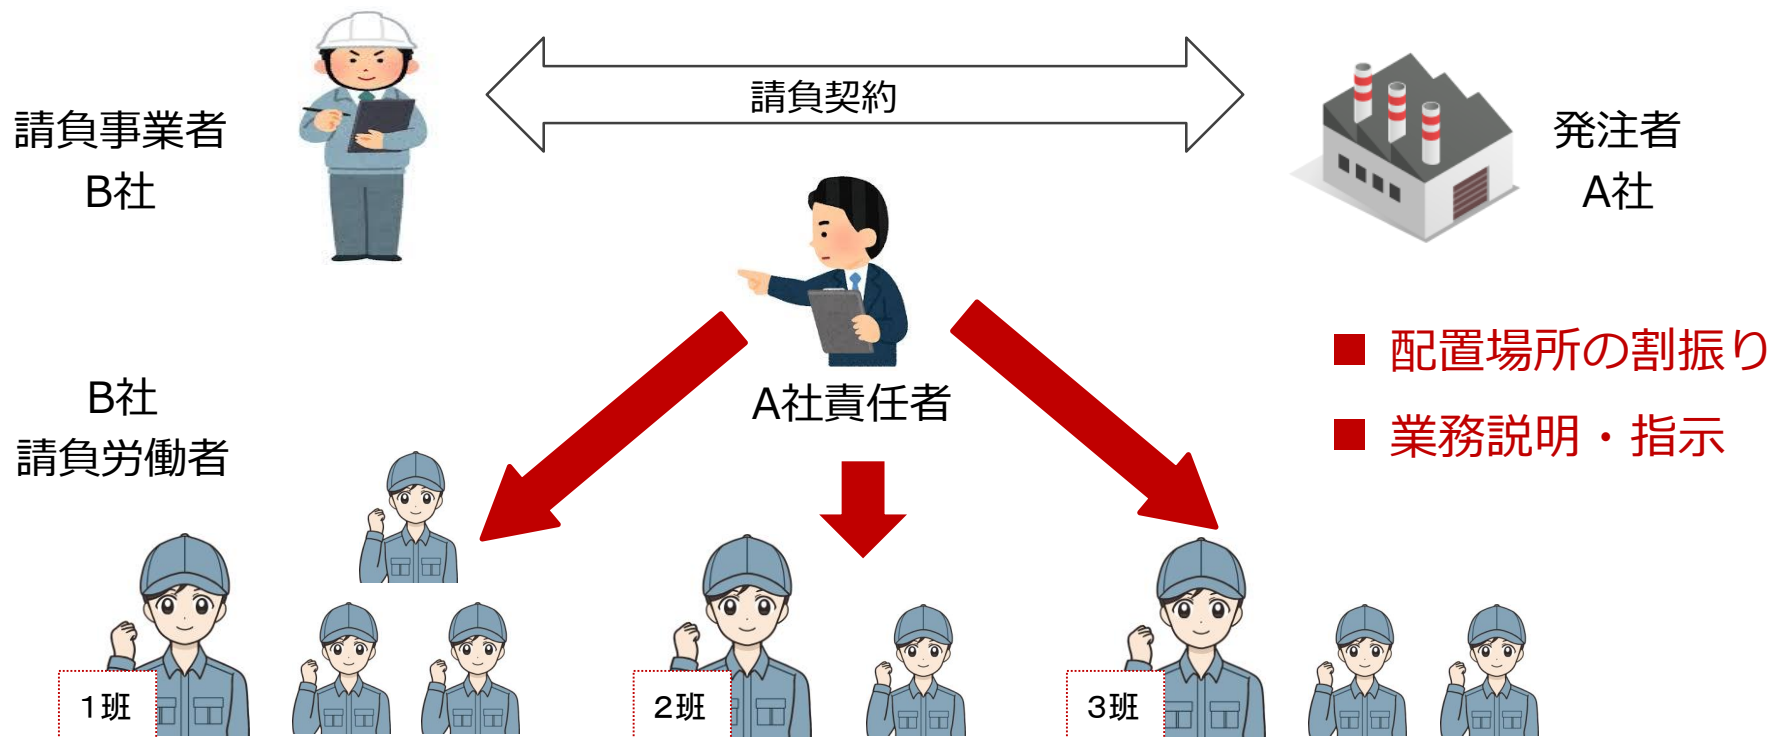 請負契約
請負事業者
B社
発注者
A社
A社責任者
■ 配置場所の割振り
■ 業務説明・指示
B社
請負労働者
1班
2班
3班